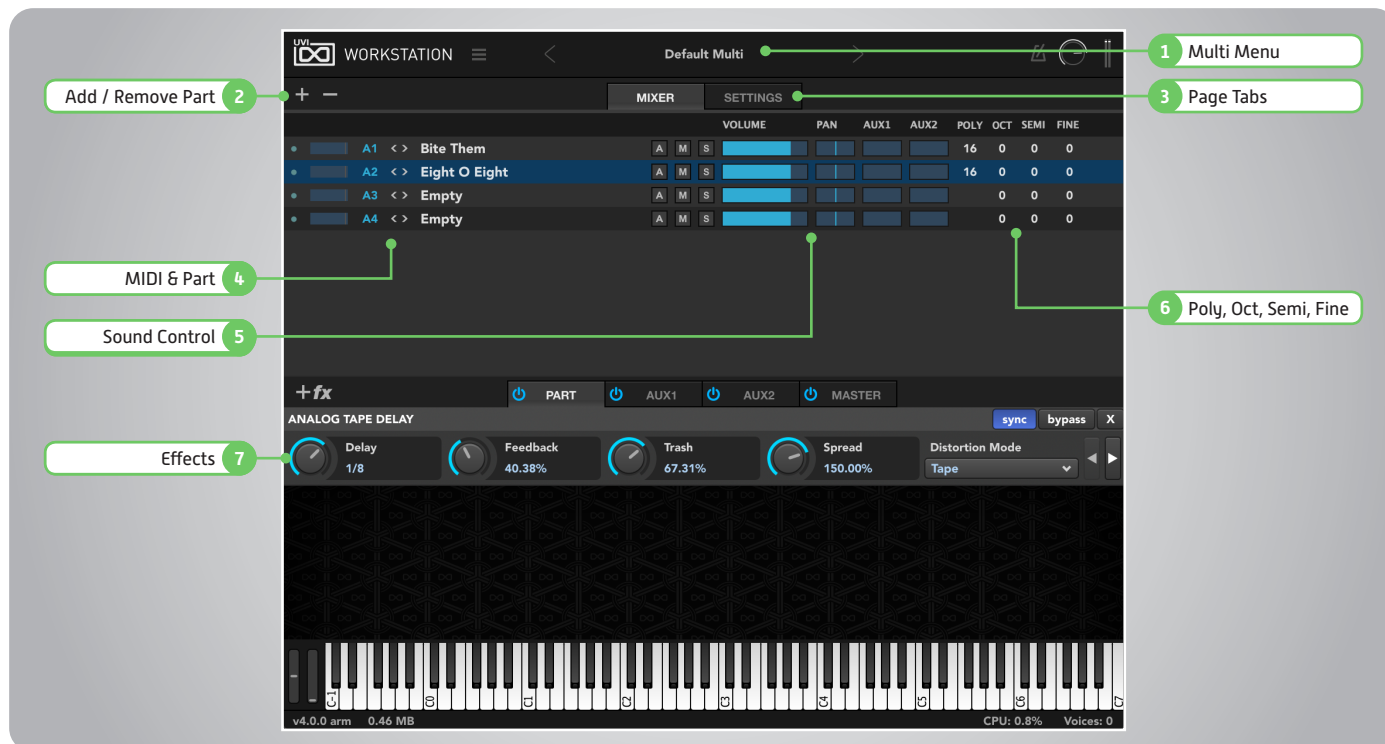 UVI WORKSTATION Default Multi
1 Multi Menu
Add / Remove Part 2
+ − MIXER SETTINGS
3 Page Tabs
VOLUME PAN AUX1 AUX2 POLY OCT SEMI FINE
A1 < > Bite Them A M S 16 0 0 0
A2 < > Eight O Eight A M S 16 0 0 0
A3 < > Empty A M S 0 0 0
A4 < > Empty A M S 0 0 0
MIDI & Part 4
Sound Control 5
6 Poly, Oct, Semi, Fine
+fx PART AUX1 AUX2 MASTER
ANALOG TAPE DELAY sync bypass X
Effects 7
Delay Feedback Trash Spread Distortion Mode
1/8 40.38% 67.31% 150.00% Tape
C-1 C0 C1 C2 C3 C4 C5 C6 C7
v4.0.0 arm 0.46 MB CPU: 0.8% Voices: 0